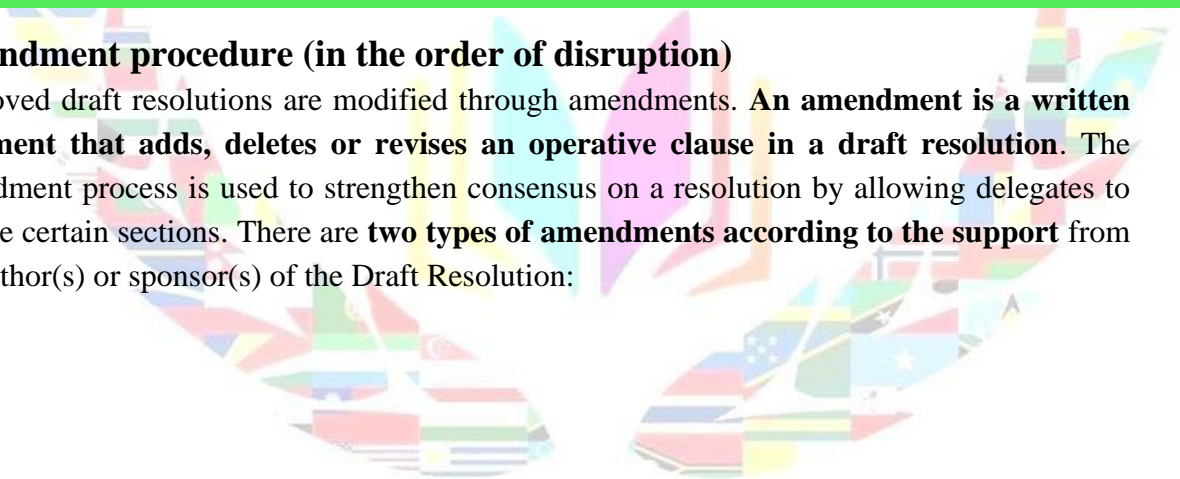 ndment procedure (in the order of disruption)
oved draft resolutions are modified through amendments. An amendment is a written
ment that adds, deletes or revises an operative clause in a draft resolution. The
dment process is used to strengthen consensus on a resolution by allowing delegates to
e certain sections. There are two types of amendments according to the support from
thor(s) or sponsor(s) of the Draft Resolution: